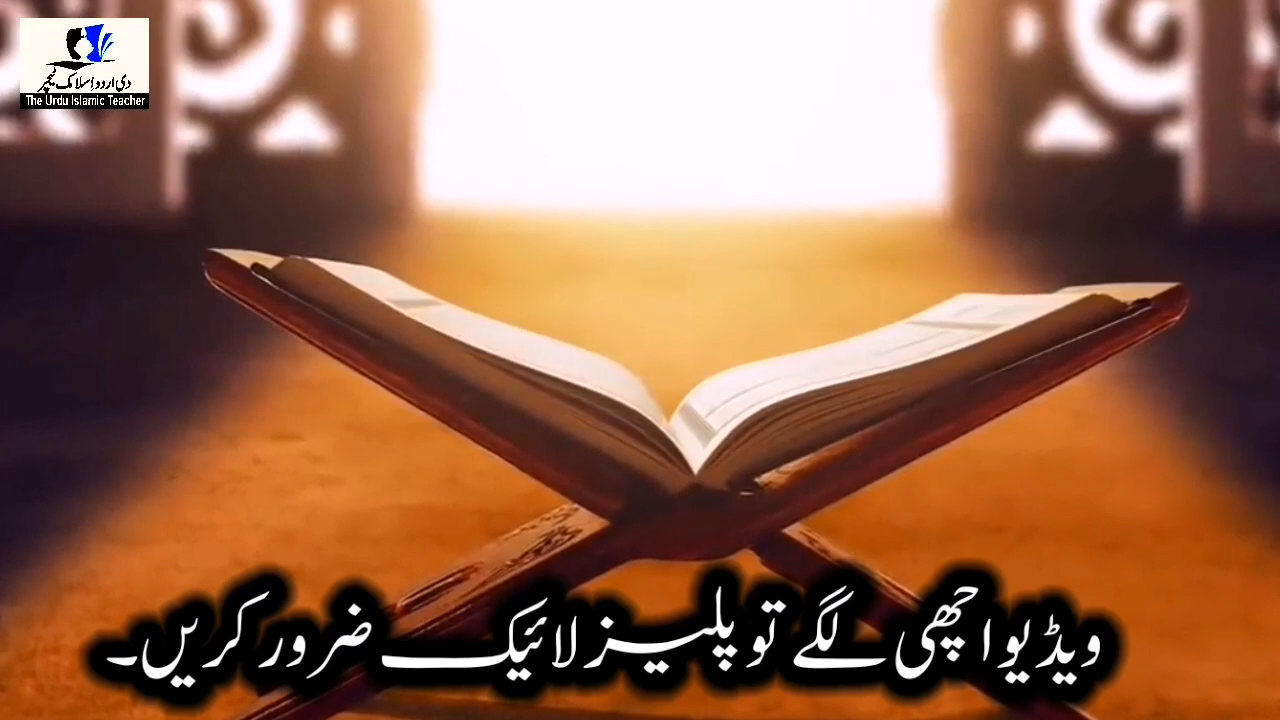 دی اردو اسلامک ٹیچر
The Urdu Islamic Teacher
ویڈیو اچھی لگے تو پلیز لائیک ضرور کریں۔